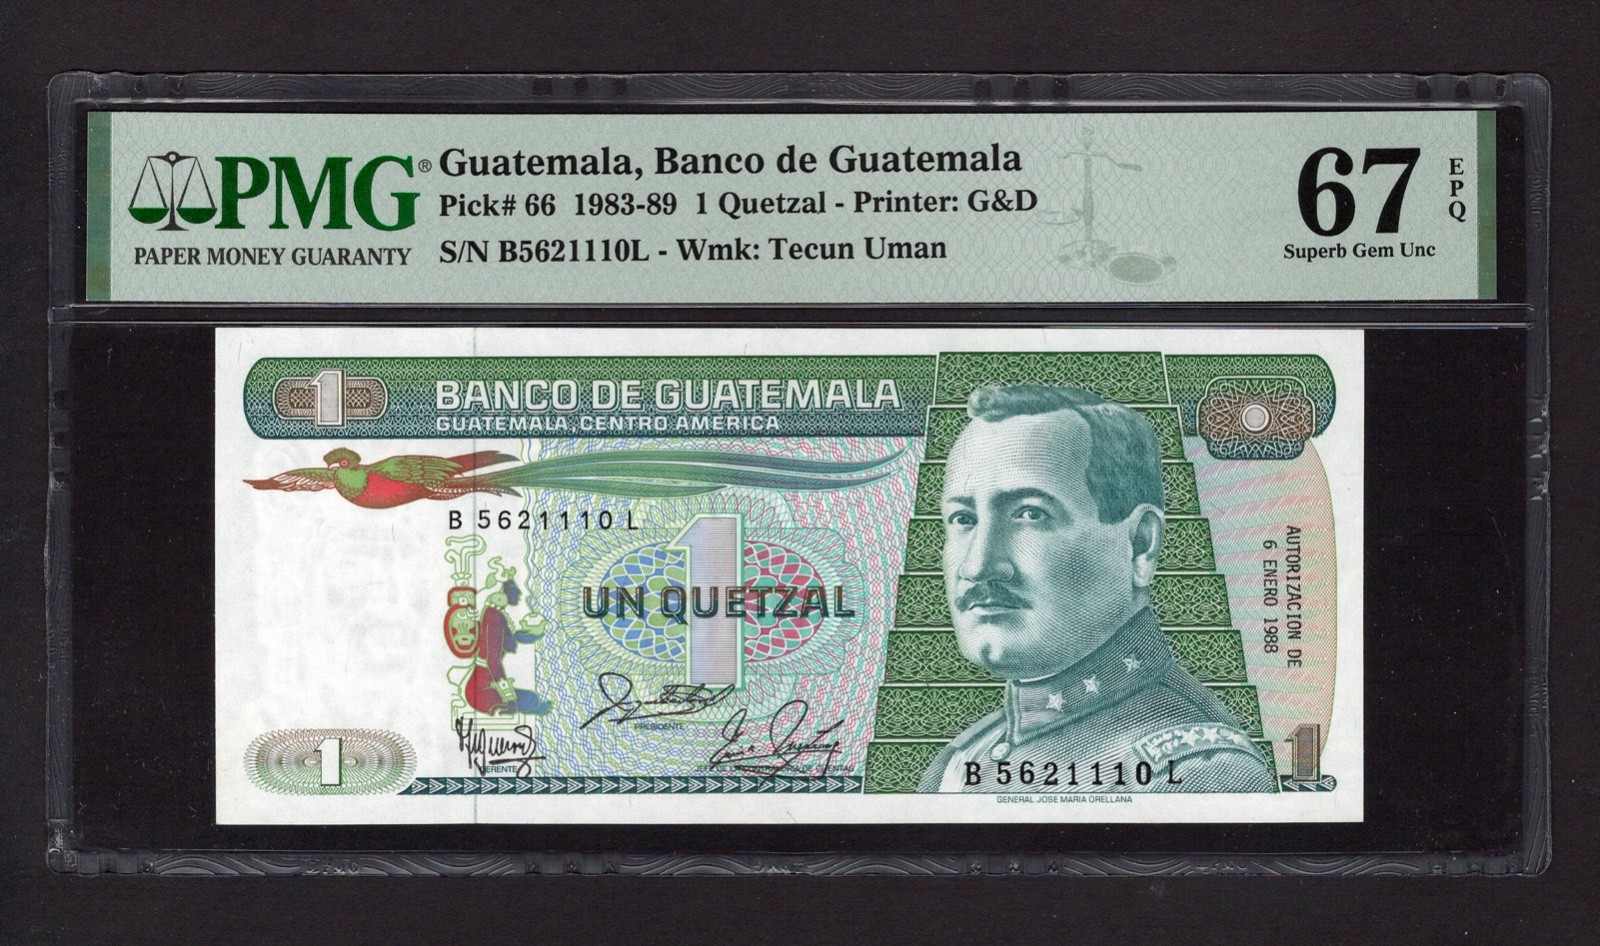 PMG®
PAPER MONEY GUARANTY
Guatemala, Banco de Guatemala
Pick# 66 1983-89 1 Quetzal - Printer: G&D
S/N B5621110L - Wmk: Tecun Uman
67
EPQ
Superb Gem Unc
1
BANCO DE GUATEMALA
GUATEMALA, CENTRO AMERICA
B 5621110 L
1
UN QUETZAL
AUTORIZACION DE
6 ENERO 1988
PRESIDENTE
GERENTE
1
B 5621110 L
1
GENERAL JOSE MARIA ORELLANA
PMG